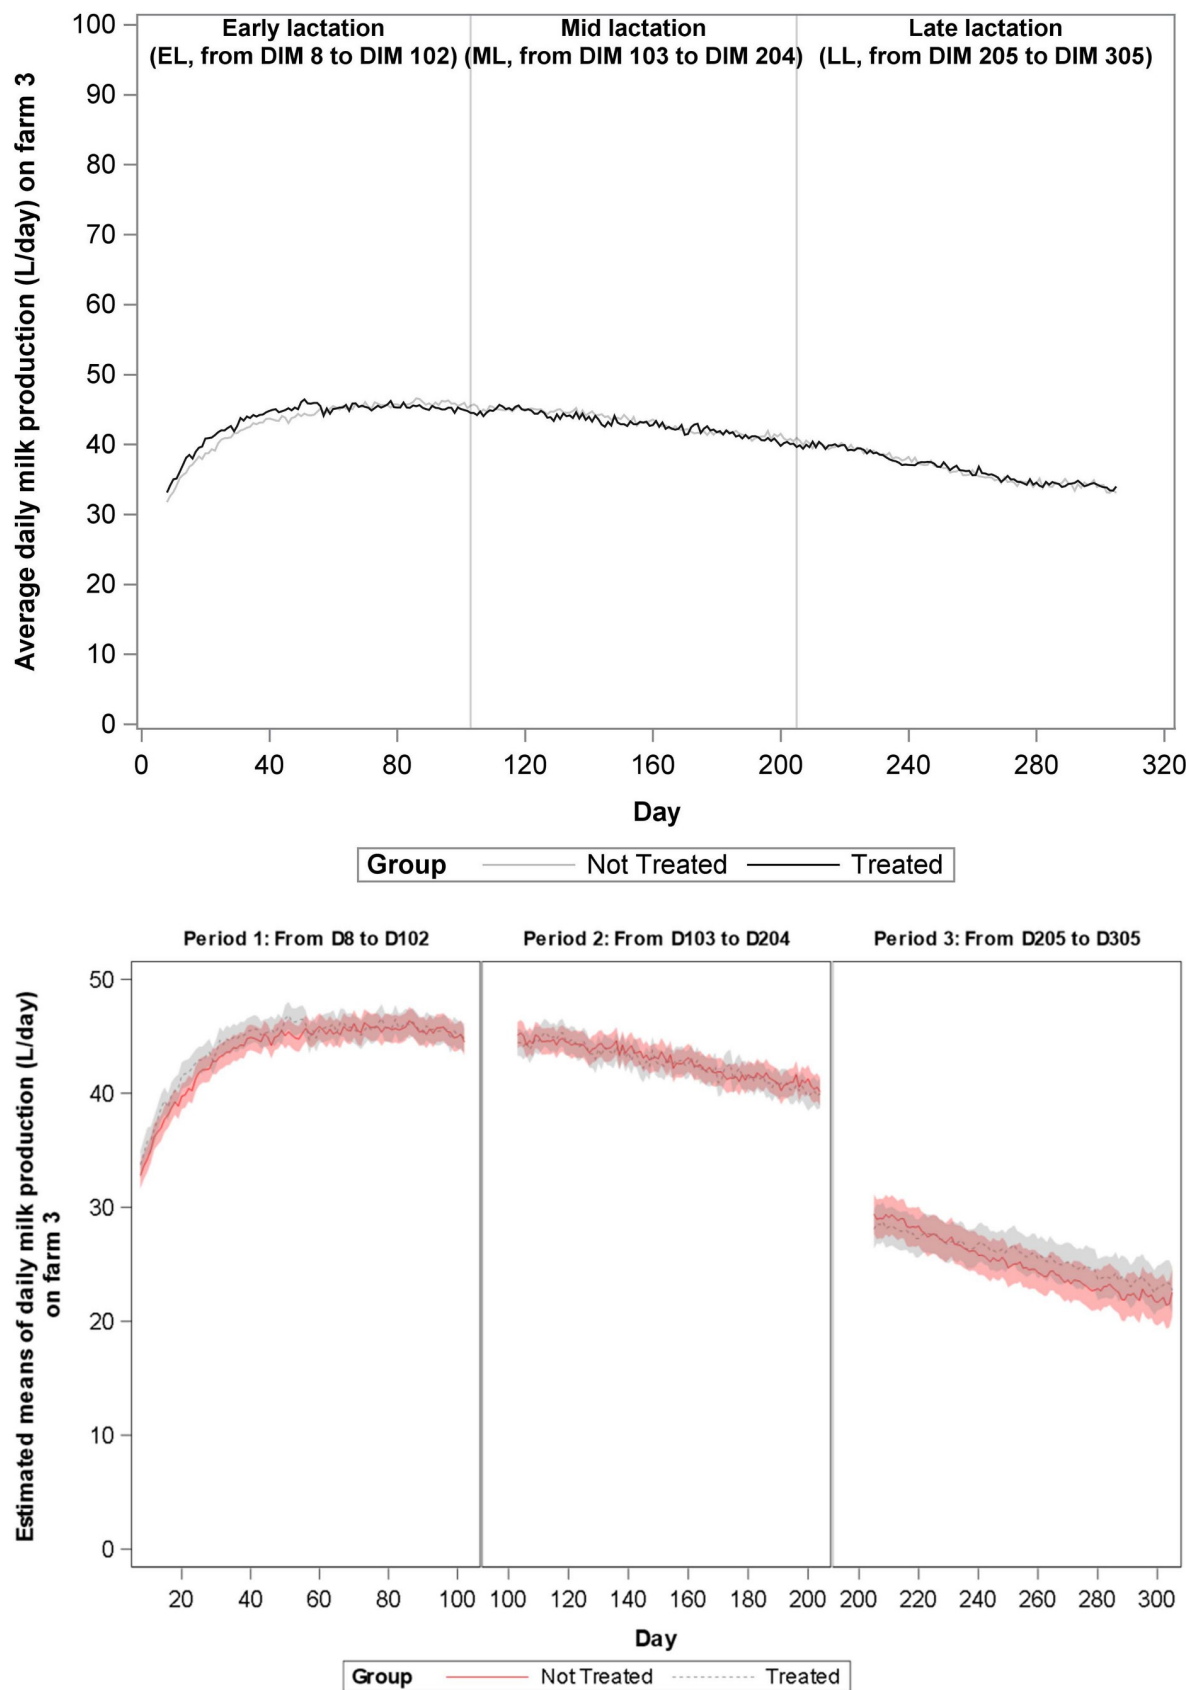 Average daily milk production (L/day) on farm 3
Early lactation
(EL, from DIM 8 to DIM 102)
Mid lactation
(ML, from DIM 103 to DIM 204)
Late lactation
(LL, from DIM 205 to DIM 305)
100
90
80
70
60
50
40
30
20
10
0
0 40 80 120 160 200 240 280 320
Day
Group Not Treated Treated
Period 1: From D8 to D102
Period 2: From D103 to D204
Period 3: From D205 to D305
Estimated means of daily milk production (L/day)
on farm 3
50
40
30
20
10
0
20 40 60 80 100
100 120 140 160 180 200
200 220 240 260 280 300
Day
Group Not Treated Treated